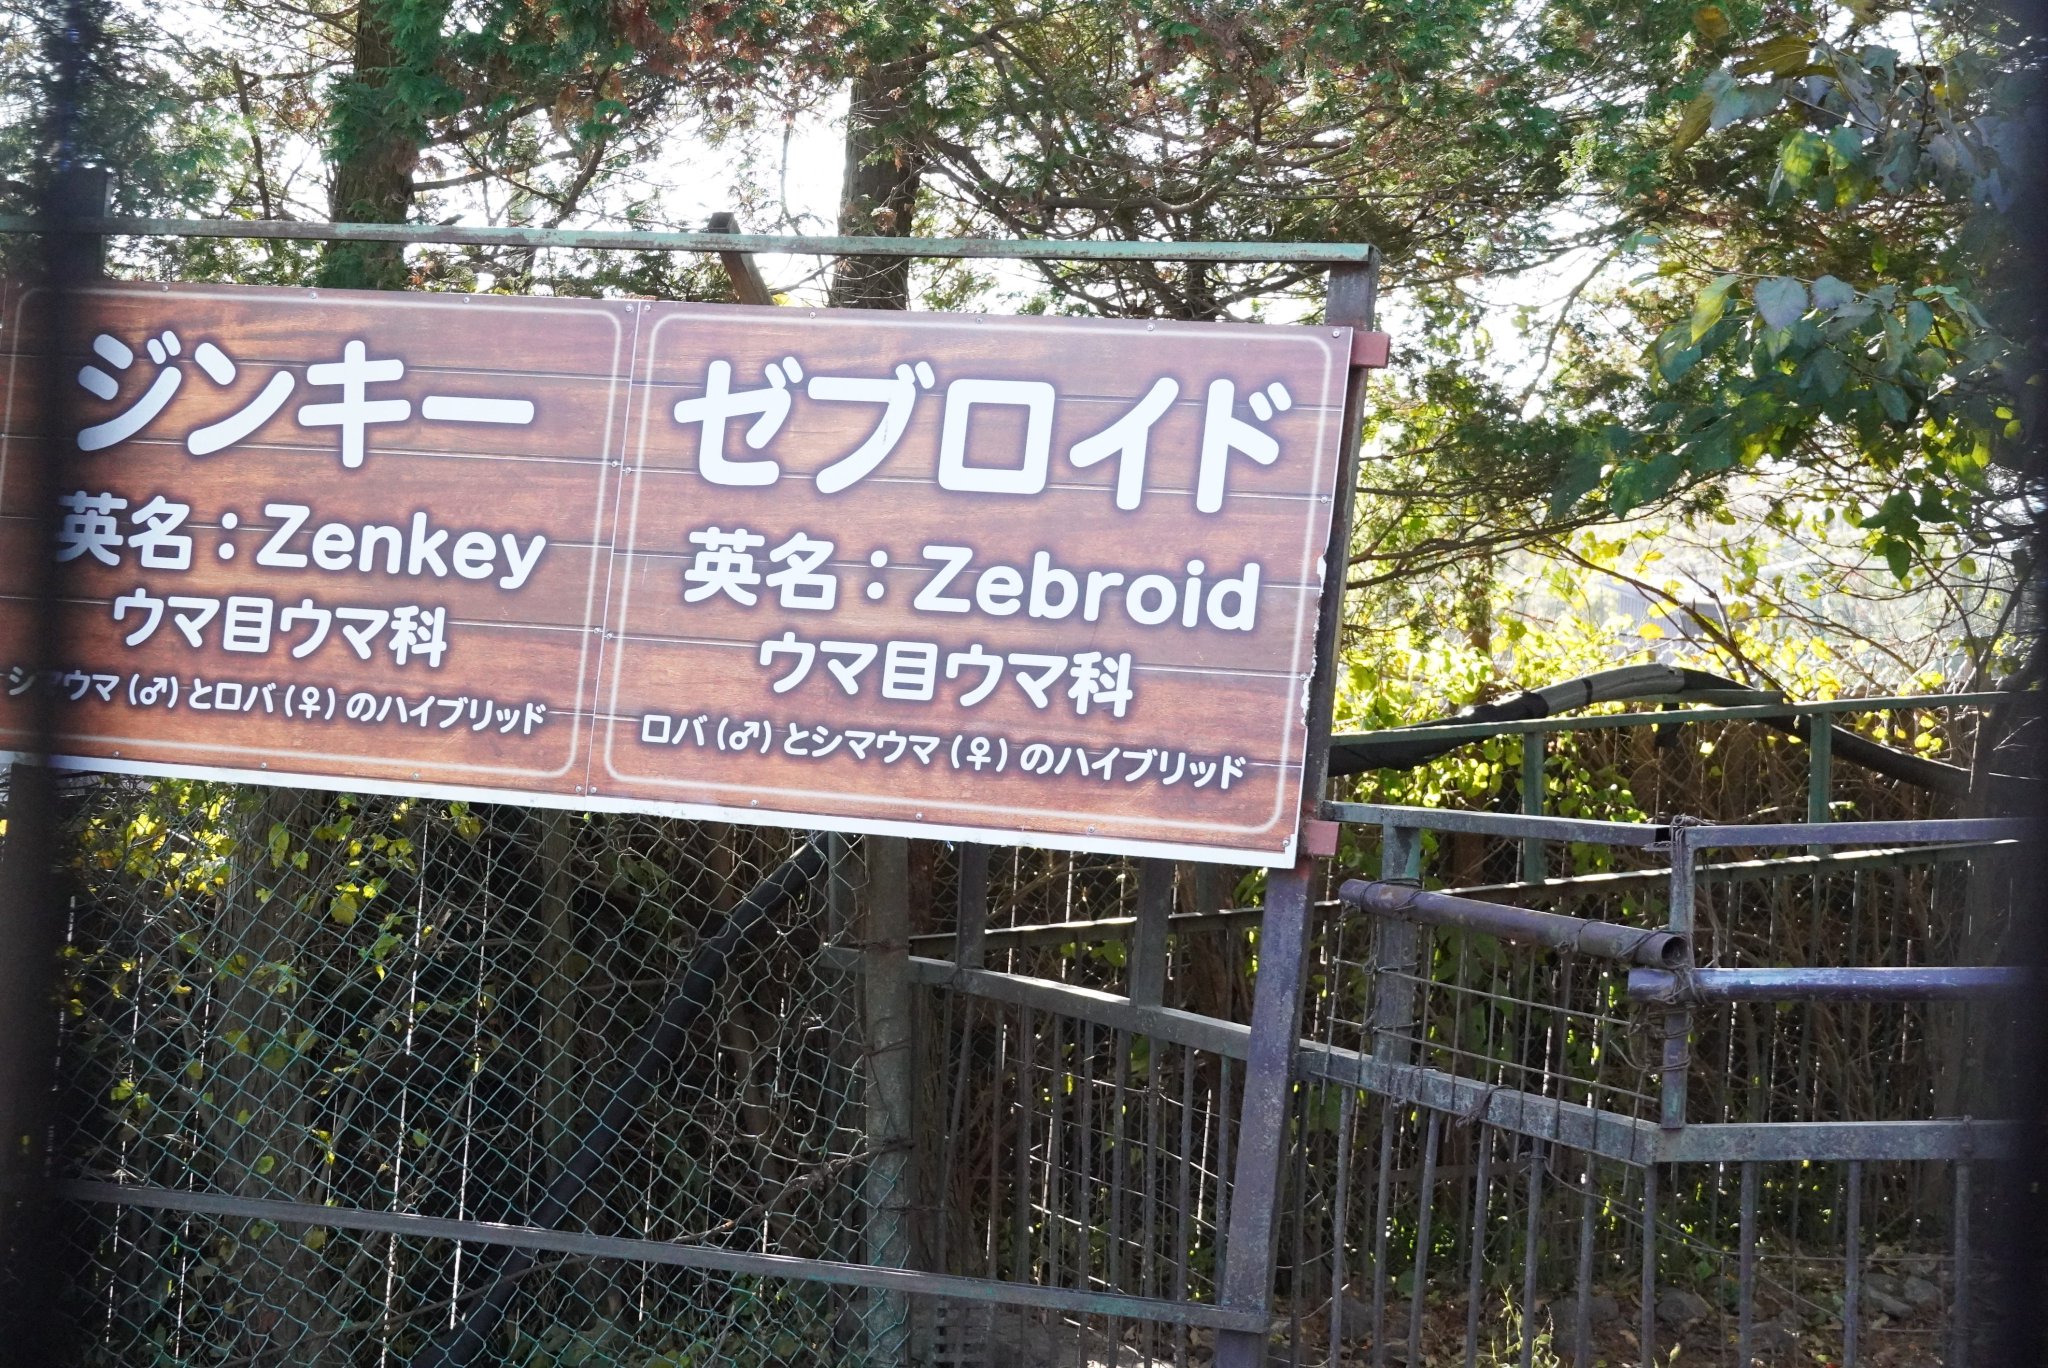 ジンキー
英名：Zenkey
ウマ目ウマ科
シマウマ（♂）とロバ（♀）のハイブリッド
ゼブロイド
英名：Zebroid
ウマ目ウマ科
ロバ（♂）とシマウマ（♀）のハイブリッド